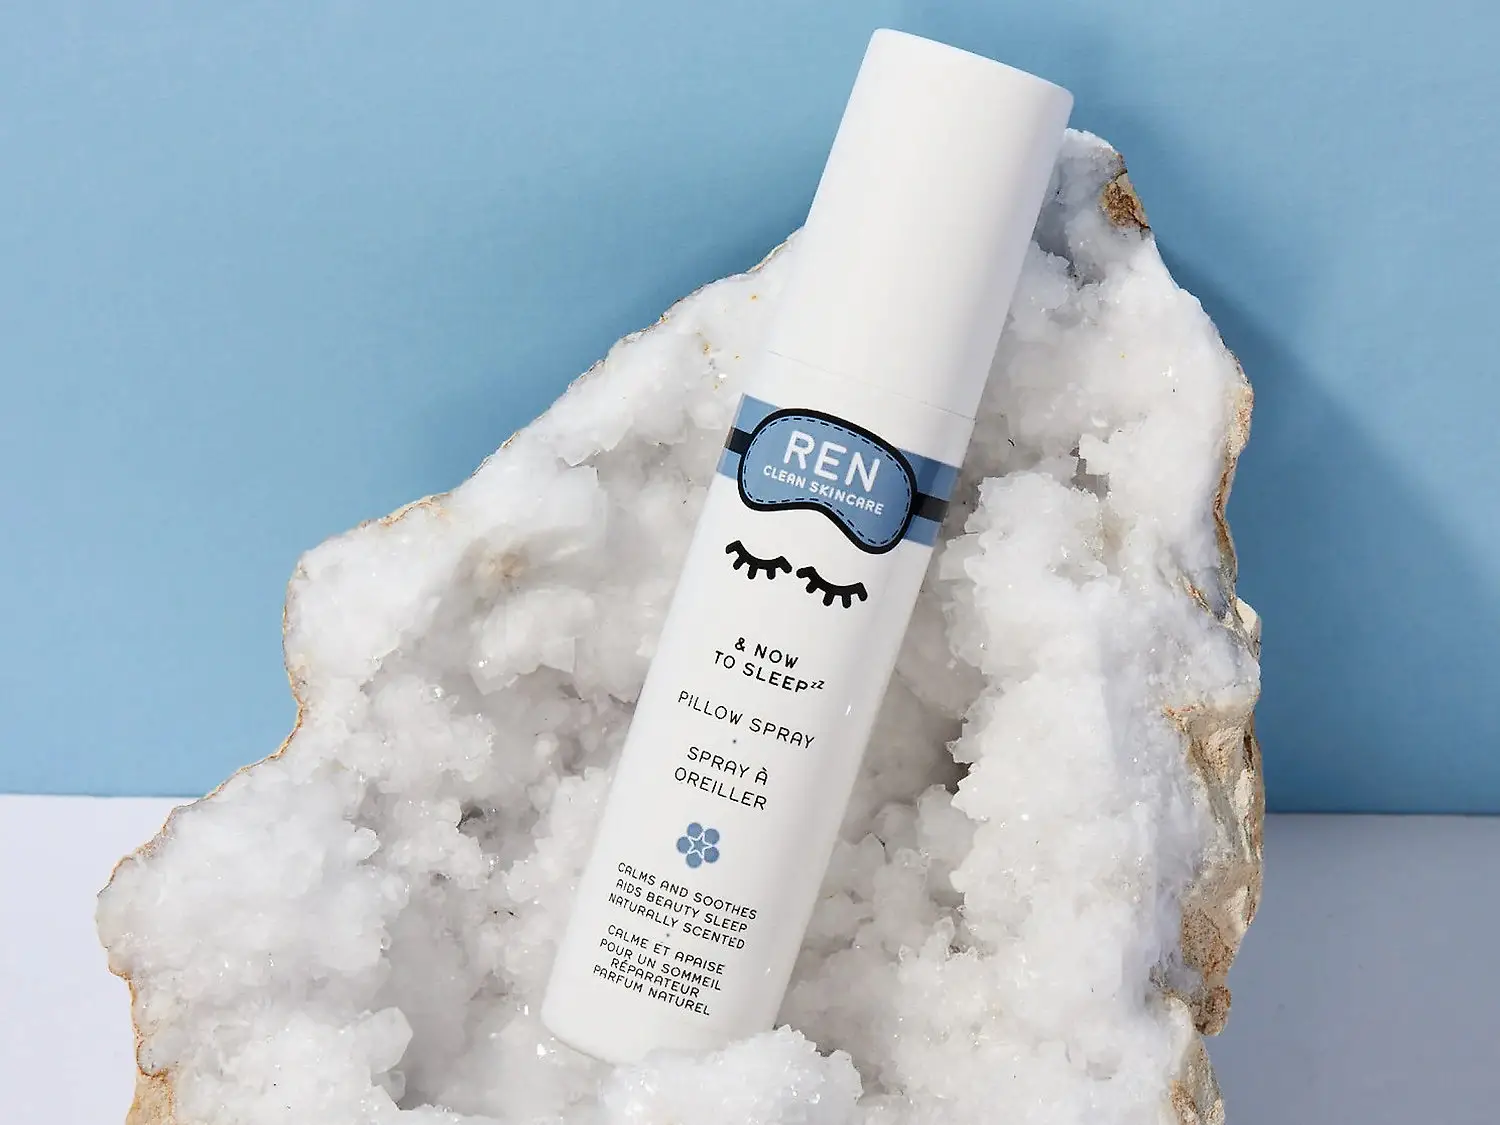 REN
CLEAN SKINCARE
& NOW
TO SLEEPzZ
PILLOW SPRAY
SPRAY À
OREILLER
CALMS AND SOOTHES
AIDS BEAUTY SLEEP
NATURALLY SCENTED
CALME ET APAISE
POUR UN SOMMEIL
RÉPARATEUR
PARFUM NATUREL